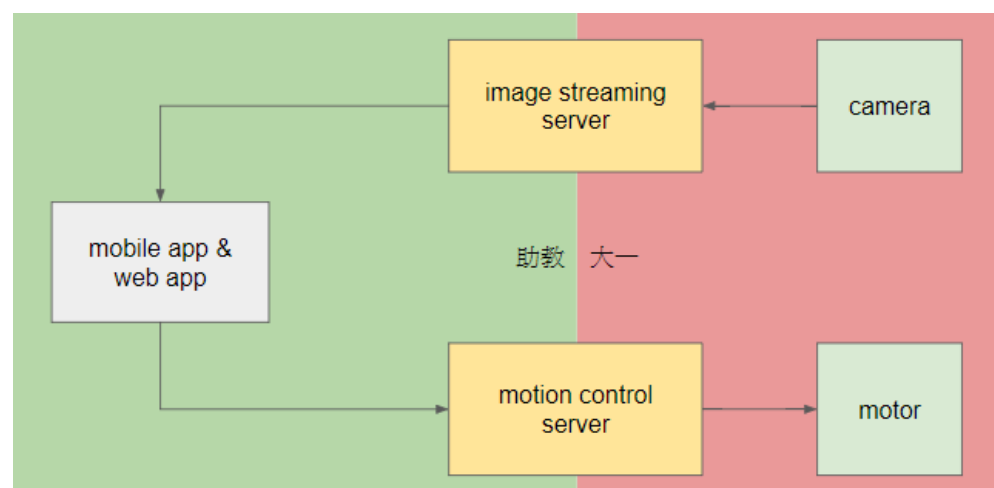 image streaming
server
camera
mobile app &
web app
助教
大一
motion control
server
motor